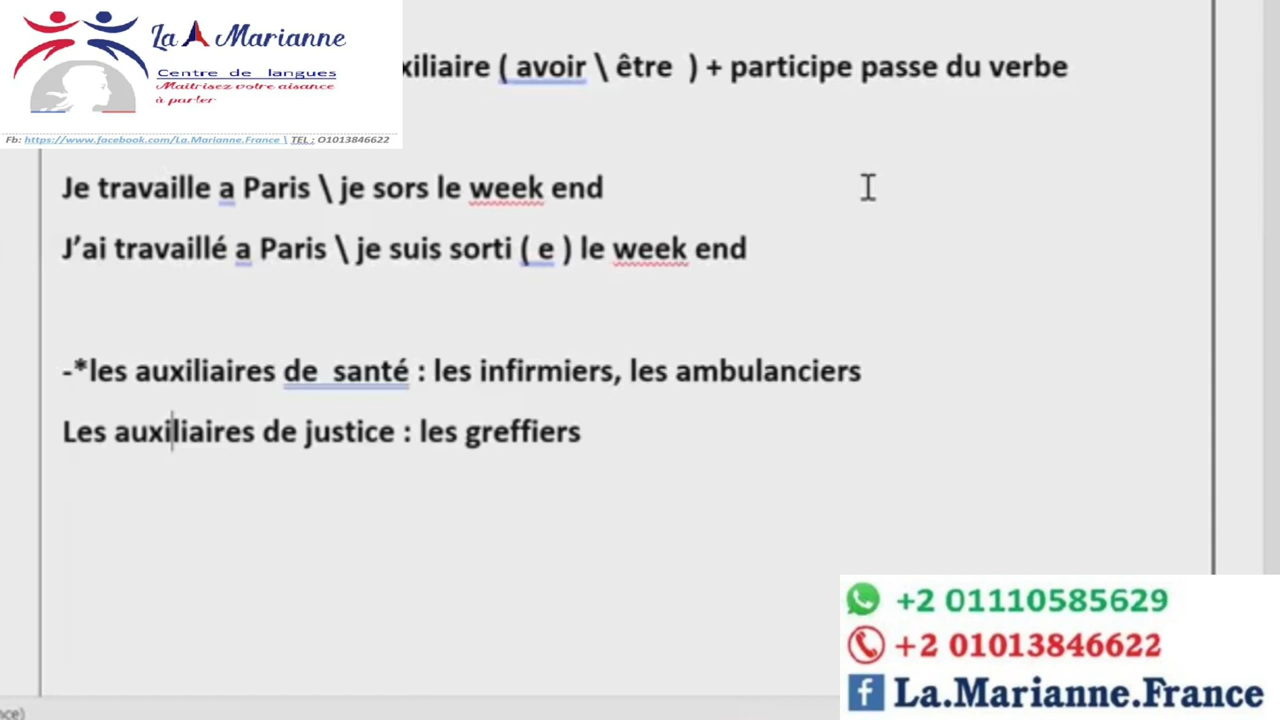 La Marianne
Centre de langues
Maitrisez votre aisance
à parler
Fb: https://www.facebook.com/La.Marianne.France \ TEL : O1013846622
xiliaire ( avoir \ être ) + participe passe du verbe
Je travaille a Paris \ je sors le week end
J’ai travaillé a Paris \ je suis sorti ( e ) le week end
-*les auxiliaires de santé : les infirmiers, les ambulanciers
Les auxiliaires de justice : les greffiers
+2 01110585629
+2 01013846622
La.Marianne.France